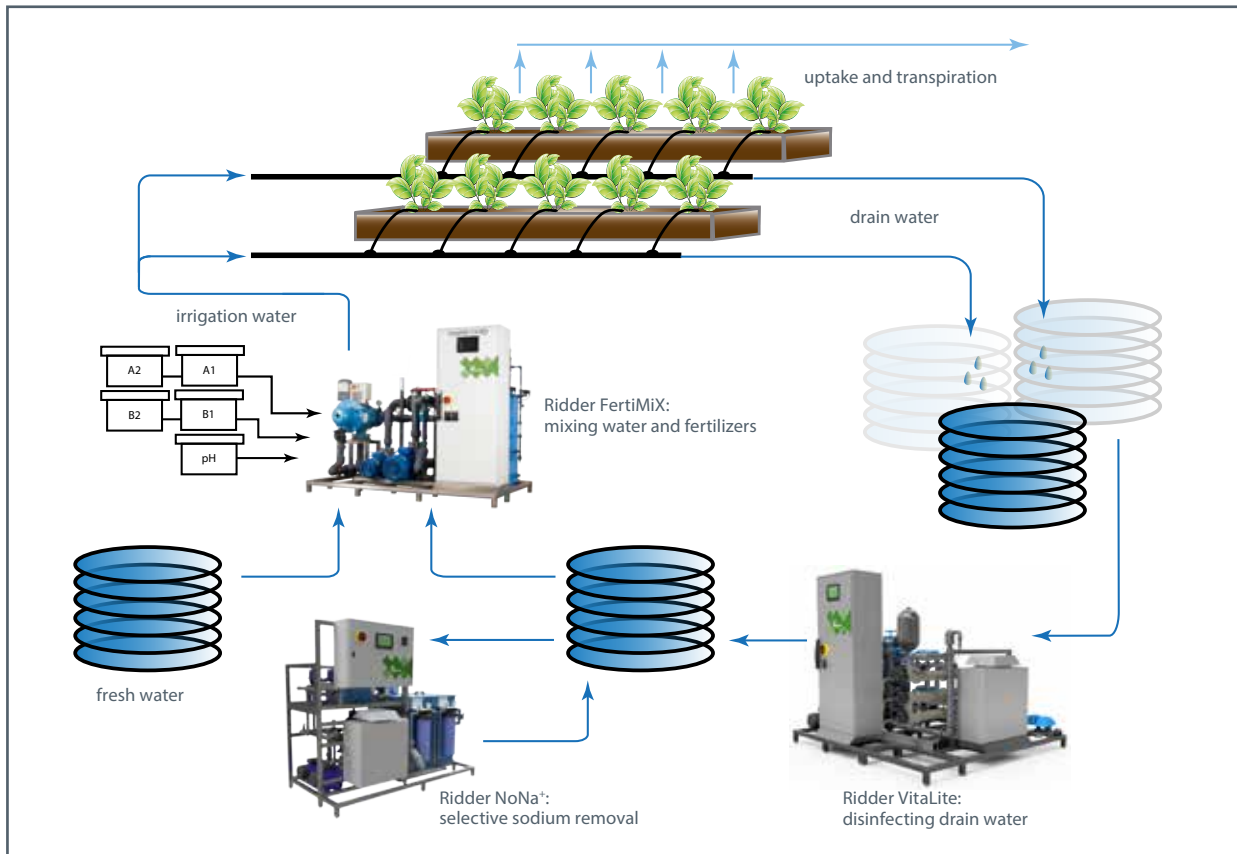 uptake and transpiration
drain water
irrigation water
A2
A1
B2
B1
pH
Ridder FertiMiX:
mixing water and fertilizers
fresh water
Ridder NoNa⁺:
selective sodium removal
Ridder VitaLite:
disinfecting drain water